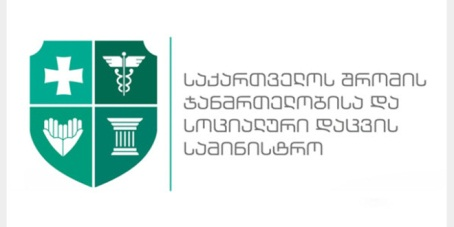 საქართველოს შრომის
ჯანმრთელობისა და
სოციალური დაცვის
სამინისტრო